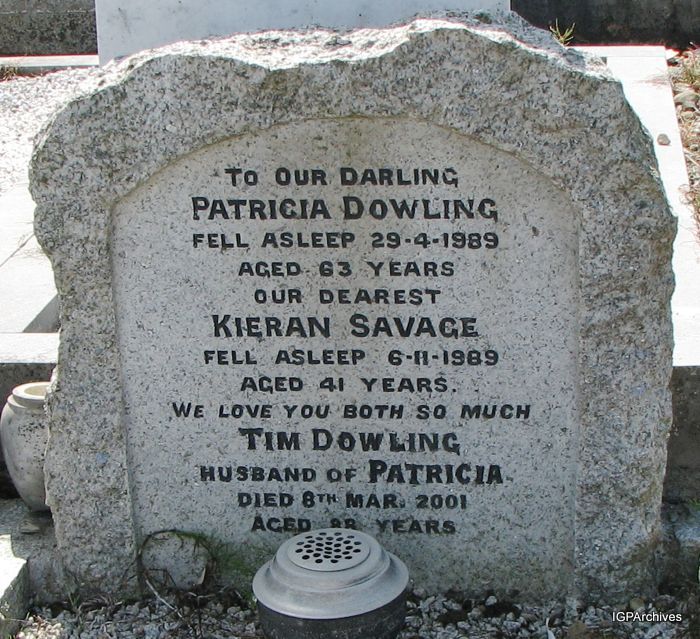 To Our Darling
Patricia Dowling
fell asleep 29-4-1989
aged 63 years
our dearest
Kieran Savage
fell asleep 6-11-1989
aged 41 years.
We love you both so much
Tim Dowling
husband of Patricia
died 8th Mar. 2001
aged years
IGPArchives